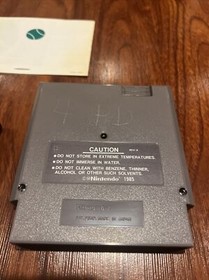 CAUTION
● DO NOT STORE IN EXTREME TEMPERATURES.
● DO NOT IMMERSE IN WATER.
● DO NOT CLEAN WITH BENZENE, THINNER,
ALCOHOL OR OTHER SUCH SOLVENTS.
©Nintendo 1985